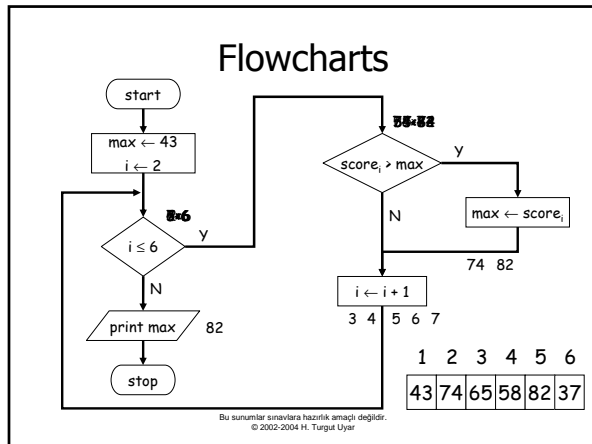 Flowcharts
start
max ← 43
i ← 2
i ≤ 6
Y
N
print max
82
stop
score i > max
Y
N
max ← score i
74 82
i ← i + 1
3 4 5 6 7
1 2 3 4 5 6
43 74 65 58 82 37
Bu sunumlar sınavlara hazırlık amaçlı değildir.
© 2002-2004 H. Turgut Uyar